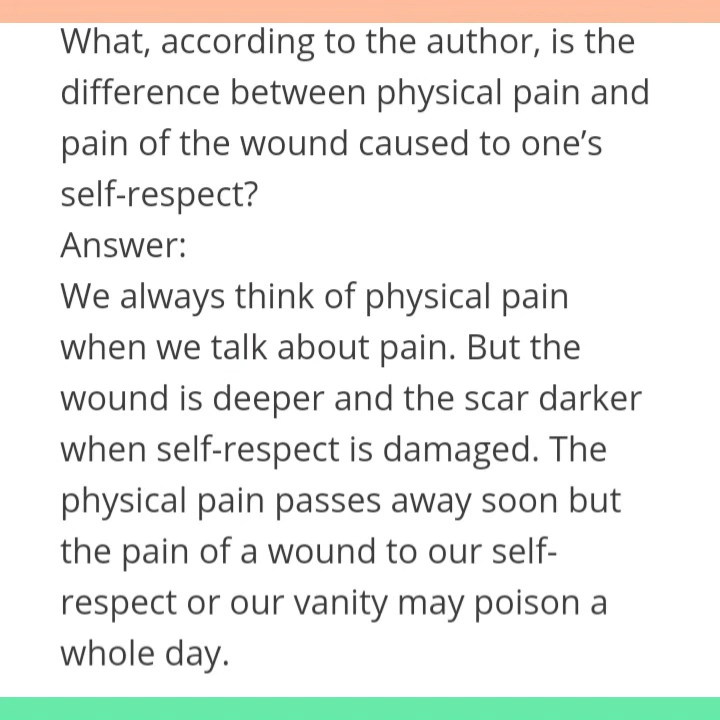 What, according to the author, is the
difference between physical pain and
pain of the wound caused to one’s
self-respect?
Answer:
We always think of physical pain
when we talk about pain. But the
wound is deeper and the scar darker
when self-respect is damaged. The
physical pain passes away soon but
the pain of a wound to our self-
respect or our vanity may poison a
whole day.